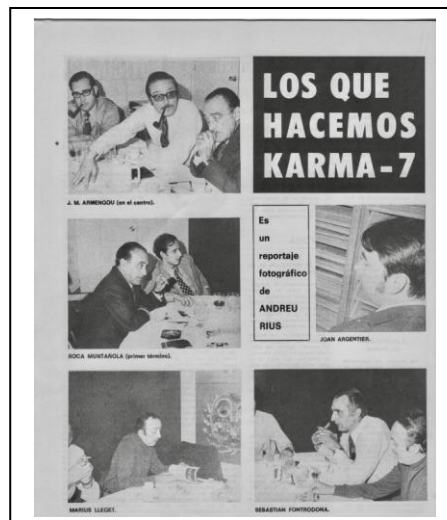 LOS QUE
HACEMOS
KARMA-7
J. M. ARMENGOU (en el centro).
Es
un
reportaje
fotográfico
de
ANDREU
RIUS
JOAN ARGENTIER.
ROCA MUNTAÑOLA (primer término).
MARIUS LLEGET.
SEBASTIAN FONTRODONA.